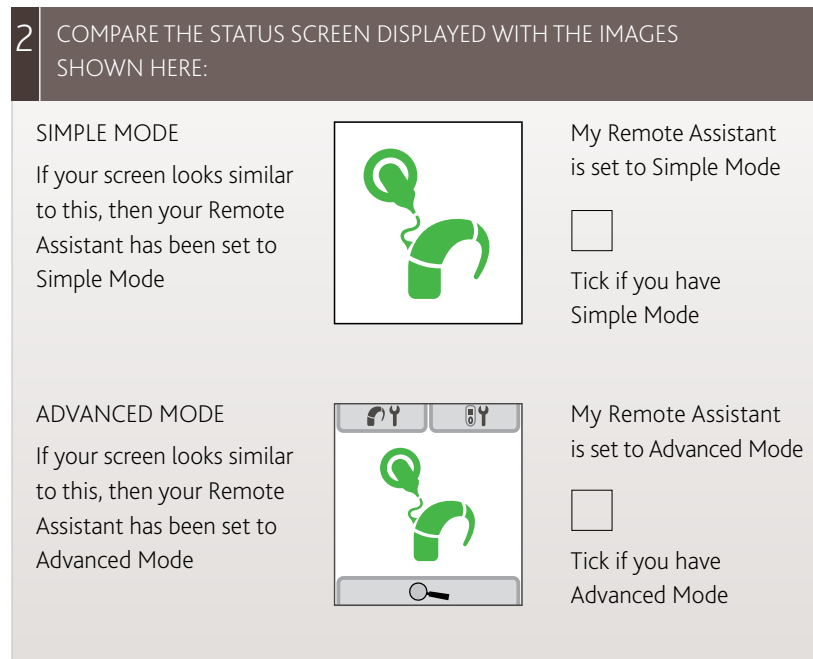 2
COMPARE THE STATUS SCREEN DISPLAYED WITH THE IMAGES
SHOWN HERE:
SIMPLE MODE
If your screen looks similar
to this, then your Remote
Assistant has been set to
Simple Mode
My Remote Assistant
is set to Simple Mode
Tick if you have
Simple Mode
ADVANCED MODE
If your screen looks similar
to this, then your Remote
Assistant has been set to
Advanced Mode
My Remote Assistant
is set to Advanced Mode
Tick if you have
Advanced Mode